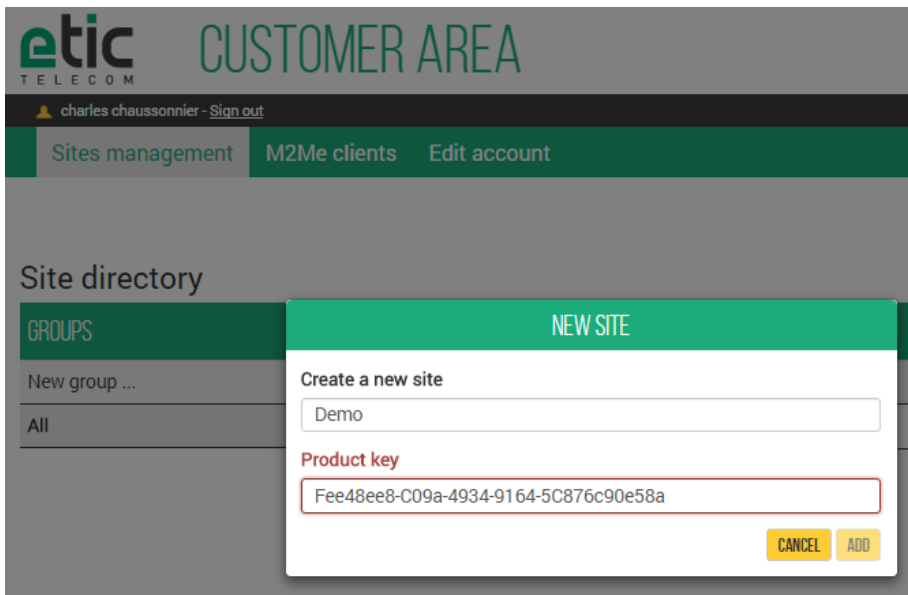 etic
TELECOM
CUSTOMER AREA
charles chaussonnier - Sign out
Sites management M2Me clients Edit account
Site directory
GROUPS
New group ...
All
NEW SITE
Create a new site
Demo
Product key
Fee48ee8-C09a-4934-9164-5C876c90e58a
CANCEL ADD